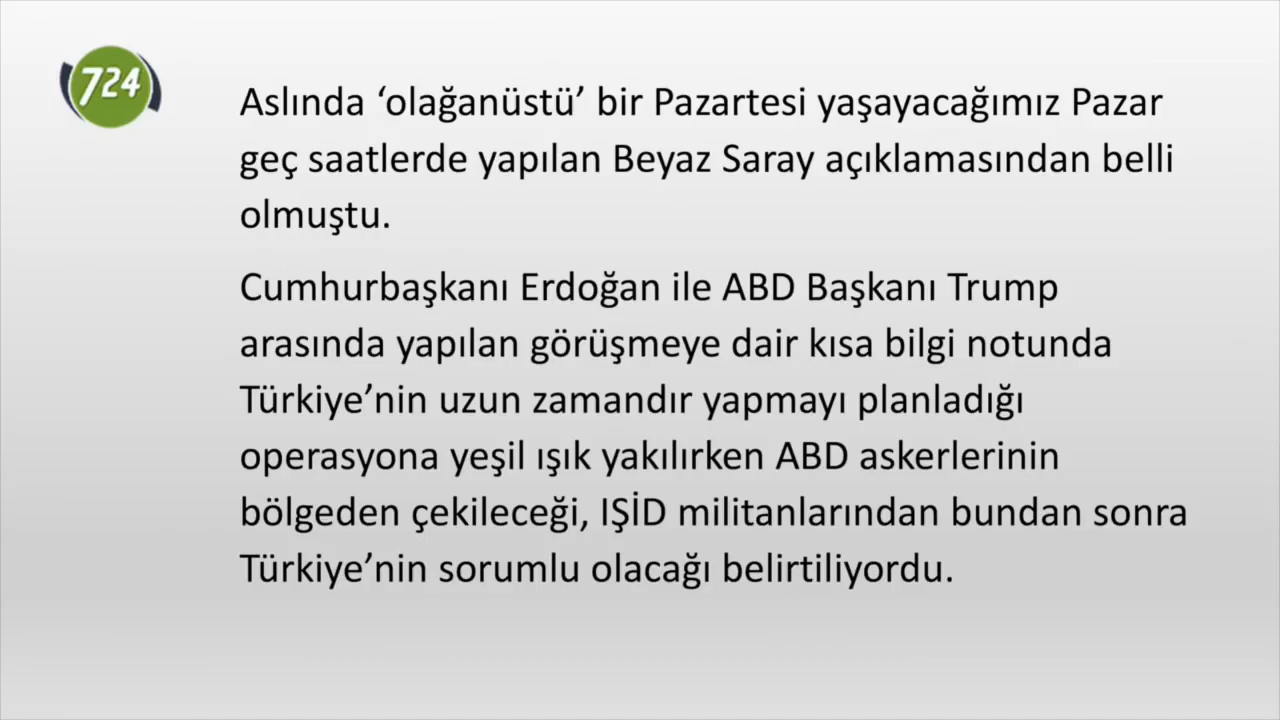 724
Aslında ‘olağanüstü’ bir Pazartesi yaşayacağımız Pazar
geç saatlerde yapılan Beyaz Saray açıklamasından belli
olmuştu.
Cumhurbaşkanı Erdoğan ile ABD Başkanı Trump
arasında yapılan görüşmeye dair kısa bilgi notunda
Türkiye’nin uzun zamandır yapmayı planladığı
operasyona yeşil ışık yakılırken ABD askerlerinin
bölgeden çekileceği, IŞİD militanlarından bundan sonra
Türkiye’nin sorumlu olacağı belirtiliyordu.